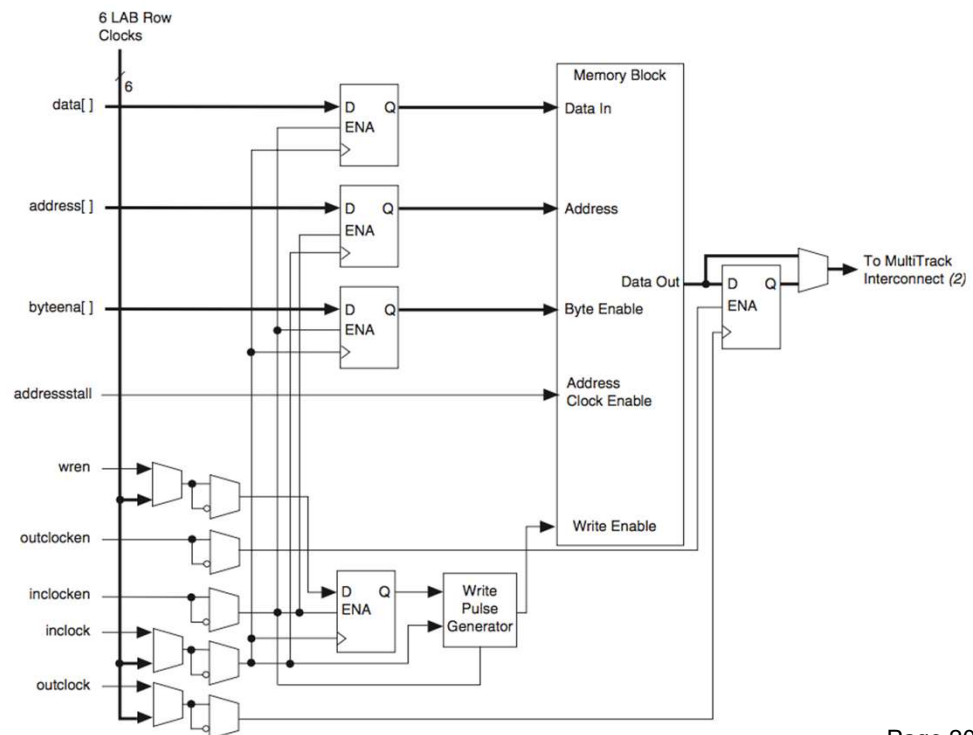 6 LAB Row
Clocks
6
data[ ]
address[ ]
byteena[ ]
addressstall
wren
outclocken
inclocken
inclock
outclock
D Q
ENA
D Q
ENA
D Q
ENA
D Q
ENA
Write
Pulse
Generator
Memory Block
Data In
Address
Data Out
Byte Enable
Address
Clock Enable
Write Enable
D Q
ENA
To MultiTrack
Interconnect (2)